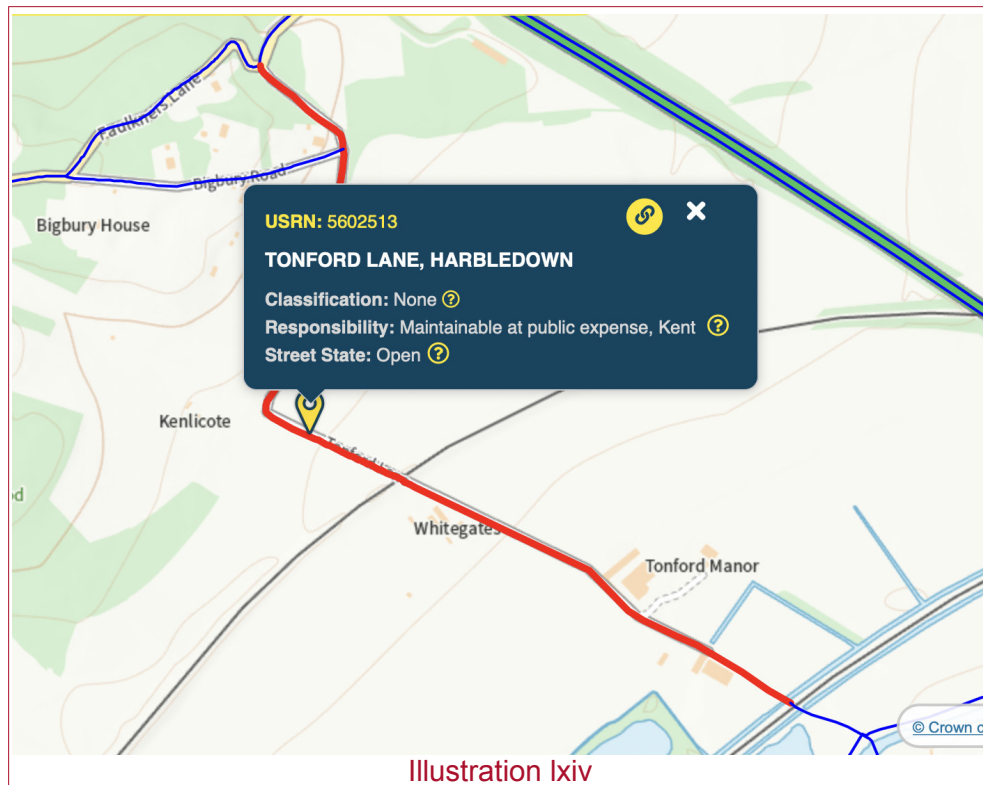 Faulkners Lane
Bigbury Road
Bigbury House
USRN: 5602513
TONFORD LANE, HARBLEDOWN
Classification: None ?
Responsibility: Maintainable at public expense, Kent ?
Street State: Open ?
Kenlicote
Whitegates
Tonford Manor
© Crown c
Illustration lxiv